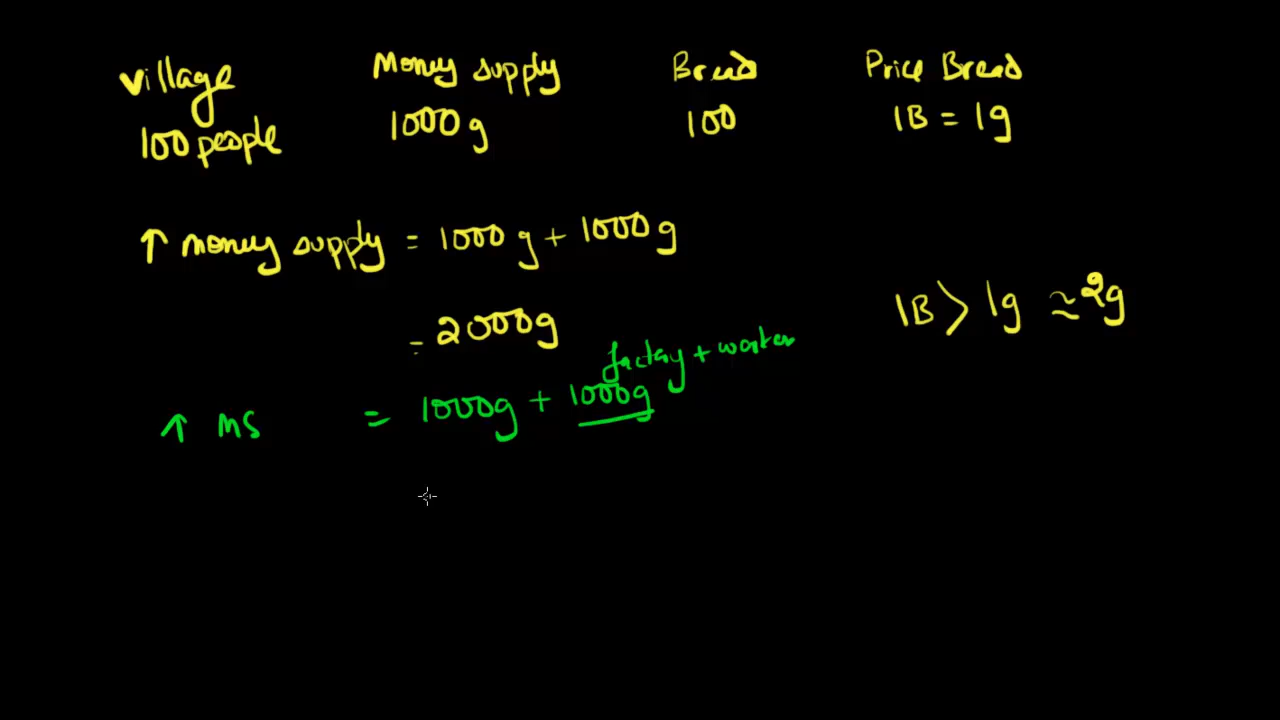 village Money supply Bread Price Bread
100 people 1000g 100 1B = 1g
↑ money supply = 1000g + 1000g
= 2000g
1B > 1g ≈ 2g
factory + worker
↑ MS = 1000g + 1000g